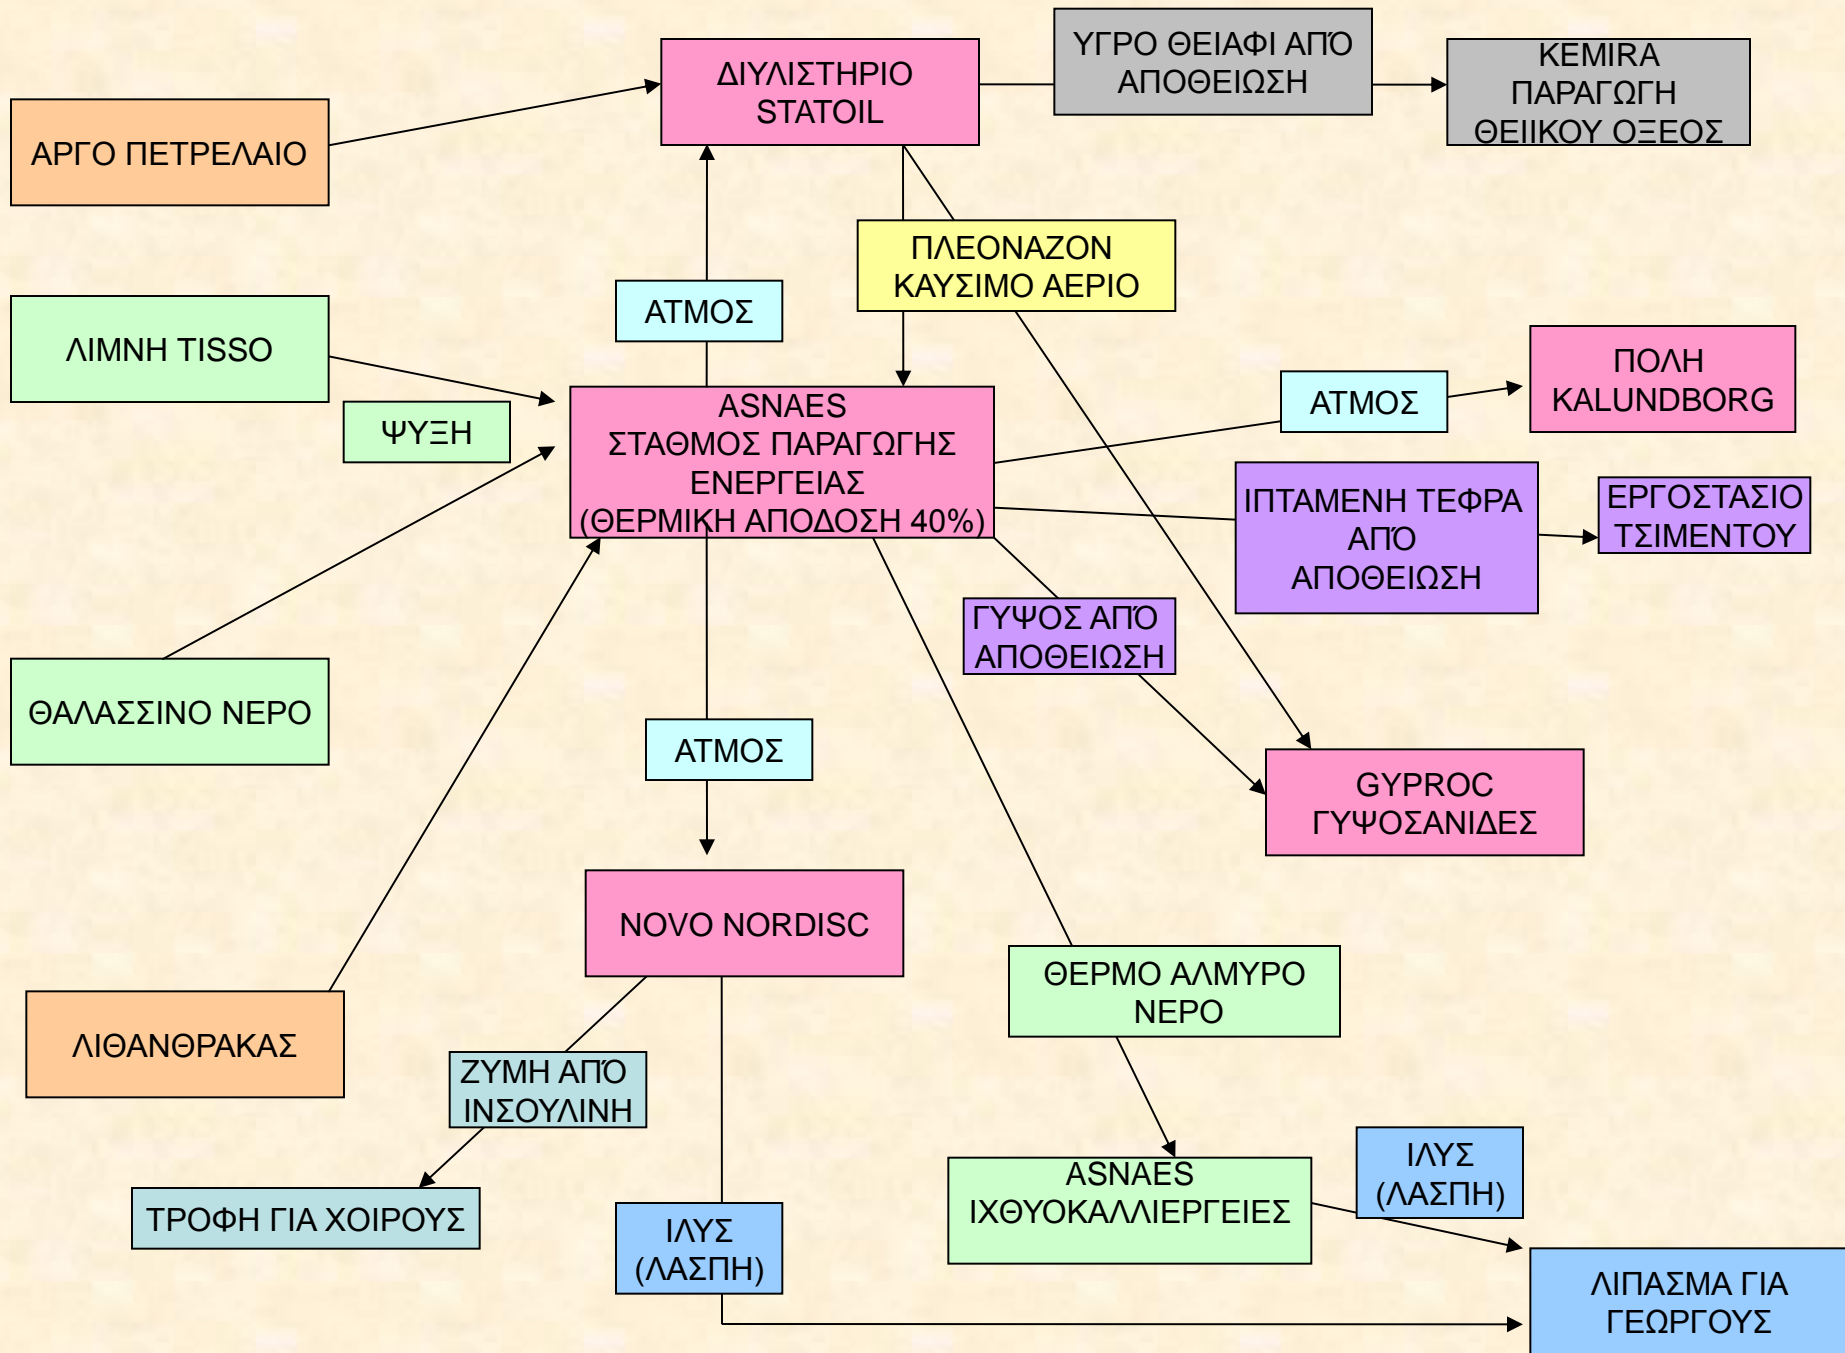 ΥΓΡΟ ΘΕΙΑΦΙ ΑΠΌ
ΑΠΟΘΕΙΩΣΗ
ΔΙΥΛΙΣΤΗΡΙΟ
STATOIL
KEMIRA
ΠΑΡΑΓΩΓΗ
ΘΕΙΙΚΟΥ ΟΞΕΟΣ
ΑΡΓΟ ΠΕΤΡΕΛΑΙΟ
ΠΛΕΟΝΑΖΟΝ
ΚΑΥΣΙΜΟ ΑΕΡΙΟ
ΑΤΜΟΣ
ΛΙΜΝΗ TISSO
ΠΟΛΗ
KALUNDBORG
ΑΤΜΟΣ
ΨΥΞΗ
ASNAES
ΣΤΑΘΜΟΣ ΠΑΡΑΓΩΓΗΣ
ΕΝΕΡΓΕΙΑΣ
(ΘΕΡΜΙΚΗ ΑΠΟΔΟΣΗ 40%)
ΙΠΤΑΜΕΝΗ ΤΕΦΡΑ
ΑΠΌ
ΑΠΟΘΕΙΩΣΗ
ΕΡΓΟΣΤΑΣΙΟ
ΤΣΙΜΕΝΤΟΥ
ΓΥΨΟΣ ΑΠΌ
ΑΠΟΘΕΙΩΣΗ
ΘΑΛΑΣΣΙΝΟ ΝΕΡΟ
ΑΤΜΟΣ
GYPROC
ΓΥΨΟΣΑΝΙΔΕΣ
NOVO NORDISC
ΘΕΡΜΟ ΑΛΜΥΡΟ
ΝΕΡΟ
ΛΙΘΑΝΘΡΑΚΑΣ
ΖΥΜΗ ΑΠΌ
ΙΝΣΟΥΛΙΝΗ
ΤΡΟΦΗ ΓΙΑ ΧΟΙΡΟΥΣ
ΙΛΥΣ
(ΛΑΣΠΗ)
ASNAES
ΙΧΘΥΟΚΑΛΛΙΕΡΓΕΙΕΣ
ΙΛΥΣ
(ΛΑΣΠΗ)
ΛΙΠΑΣΜΑ ΓΙΑ
ΓΕΩΡΓΟΥΣ